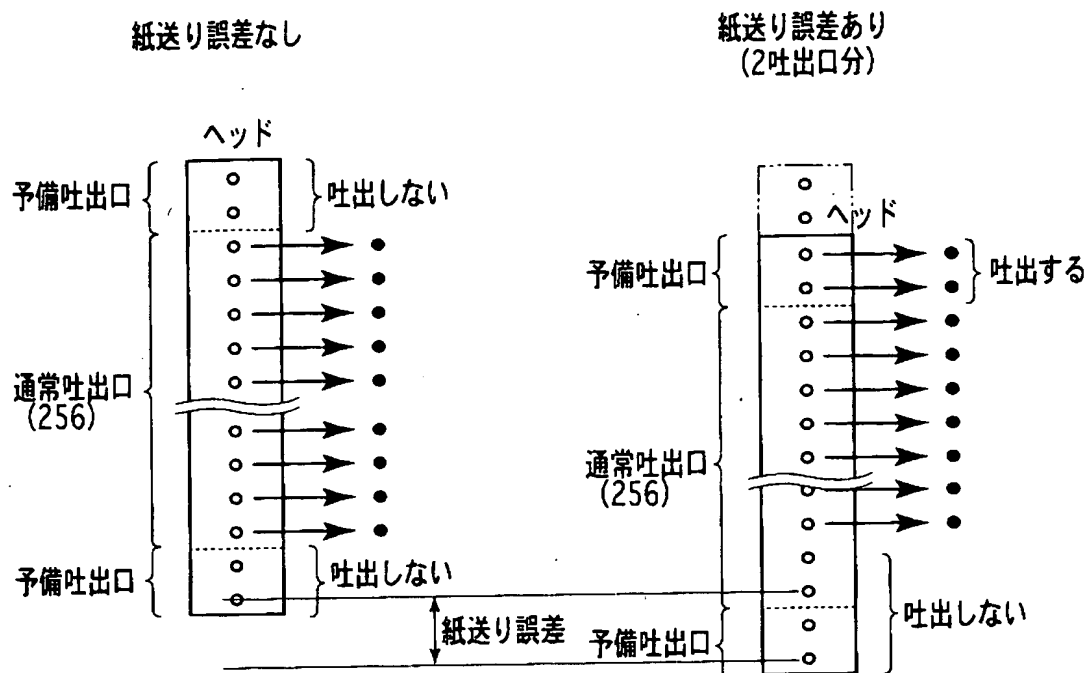 紙送り誤差なし
ヘッド
予備吐出口
吐出しない
通常吐出口
(256)
予備吐出口
吐出しない
紙送り誤差
紙送り誤差あり
(2吐出口分)
ヘッド
予備吐出口
吐出する
通常吐出口
(256)
予備吐出口
吐出しない